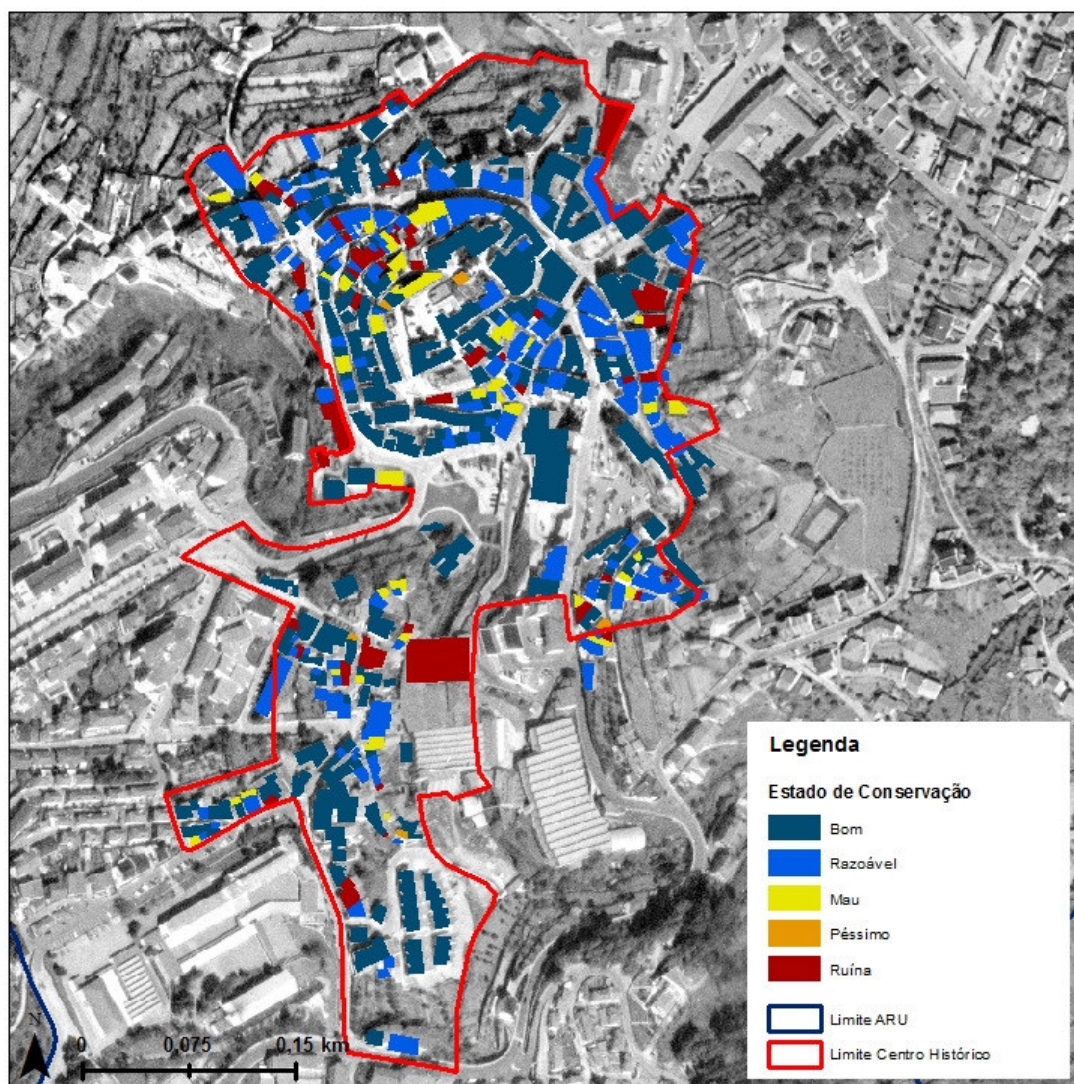 Legenda
Estado de Conservação
Bom
Razoável
Mau
Péssimo
Ruína
Limite ARU
Limite Centro Histórico
N
0 0,075 0,15 km